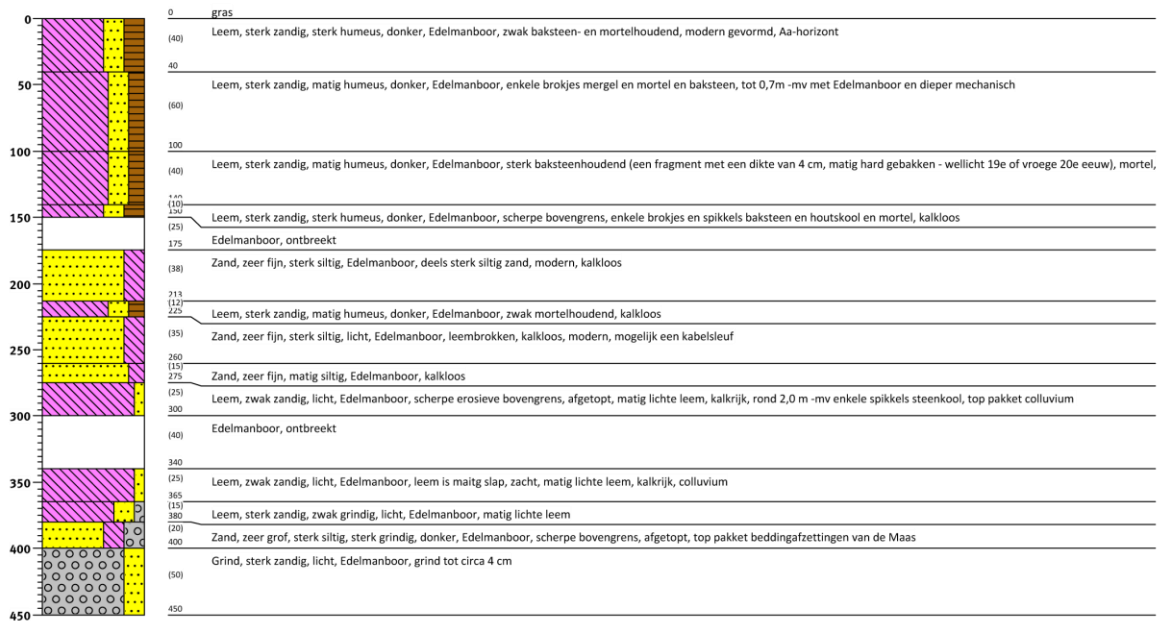 0 gras
0
(40) Leem, sterk zandig, sterk humeus, donker, Edelmanboor, zwak baksteen- en mortelhoudend, modern gevormd, Aa-horizont
40
50 Leem, sterk zandig, matig humeus, donker, Edelmanboor, enkele brokjes mergel en mortel en baksteen, tot 0,7m -mv met Edelmanboor en dieper mechanisch
(60)
100
100
(40) Leem, sterk zandig, matig humeus, donker, Edelmanboor, sterk baksteenhoudend (een fragment met een dikte van 4 cm, matig hard gebakken - wellicht 19e of vroege 20e eeuw), mortel,
140
(10)
150
150 Leem, sterk zandig, sterk humeus, donker, Edelmanboor, scherpe bovengrens, enkele brokjes en spikkels baksteen en houtskool en mortel, kalkloos
(25)
175 Edelmanboor, ontbreekt
(38) Zand, zeer fijn, sterk siltig, Edelmanboor, deels sterk siltig zand, modern, kalkloos
200
213
(12)
225 Leem, sterk zandig, matig humeus, donker, Edelmanboor, zwak mortelhoudend, kalkloos
(35) Zand, zeer fijn, sterk siltig, licht, Edelmanboor, leembrokken, kalkloos, modern, mogelijk een kabelsleuf
250
260
(15)
275 Zand, zeer fijn, matig siltig, Edelmanboor, kalkloos
(25) Leem, zwak zandig, licht, Edelmanboor, scherpe erosieve bovengrens, afgetopt, matig lichte leem, kalkrijk, rond 2,0 m -mv enkele spikkels steenkool, top pakket colluvium
300
300
(40) Edelmanboor, ontbreekt
340
(25) Leem, zwak zandig, licht, Edelmanboor, leem is maitg slap, zacht, matig lichte leem, kalkrijk, colluvium
350
365
(15)
380 Leem, sterk zandig, zwak grindig, licht, Edelmanboor, matig lichte leem
(20)
400 Zand, zeer grof, sterk siltig, sterk grindig, donker, Edelmanboor, scherpe bovengrens, afgetopt, top pakket beddingafzettingen van de Maas
400
(50) Grind, sterk zandig, licht, Edelmanboor, grind tot circa 4 cm
450
450